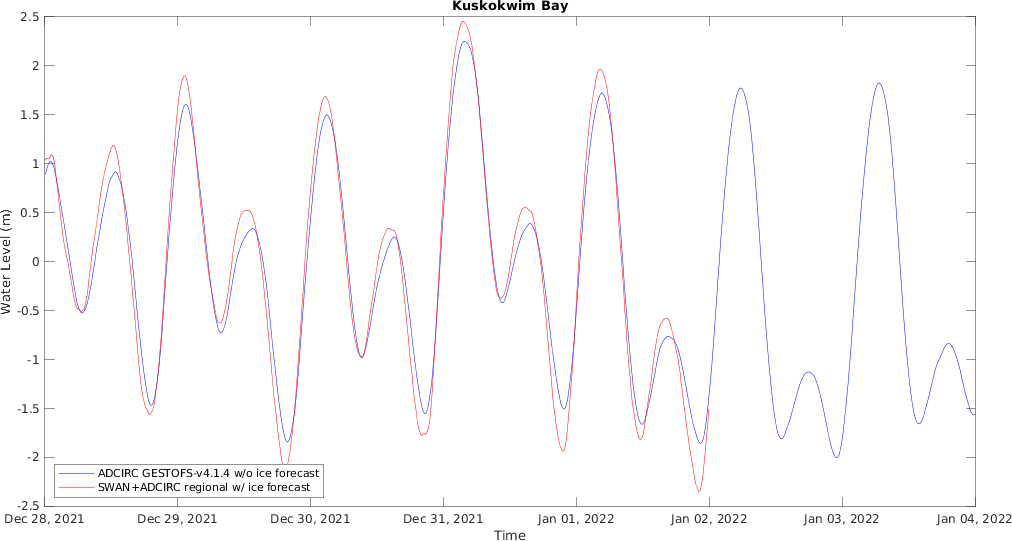 Kuskokwim Bay
2.5
2
1.5
1
0.5
0
-0.5
-1
-1.5
-2
-2.5
Water Level (m)
ADCIRC GESTOFS-v4.1.4 w/o ice forecast
SWAN+ADCIRC regional w/ ice forecast
Dec 28, 2021 Dec 29, 2021 Dec 30, 2021 Dec 31, 2021 Jan 01, 2022 Jan 02, 2022 Jan 03, 2022 Jan 04, 2022
Time